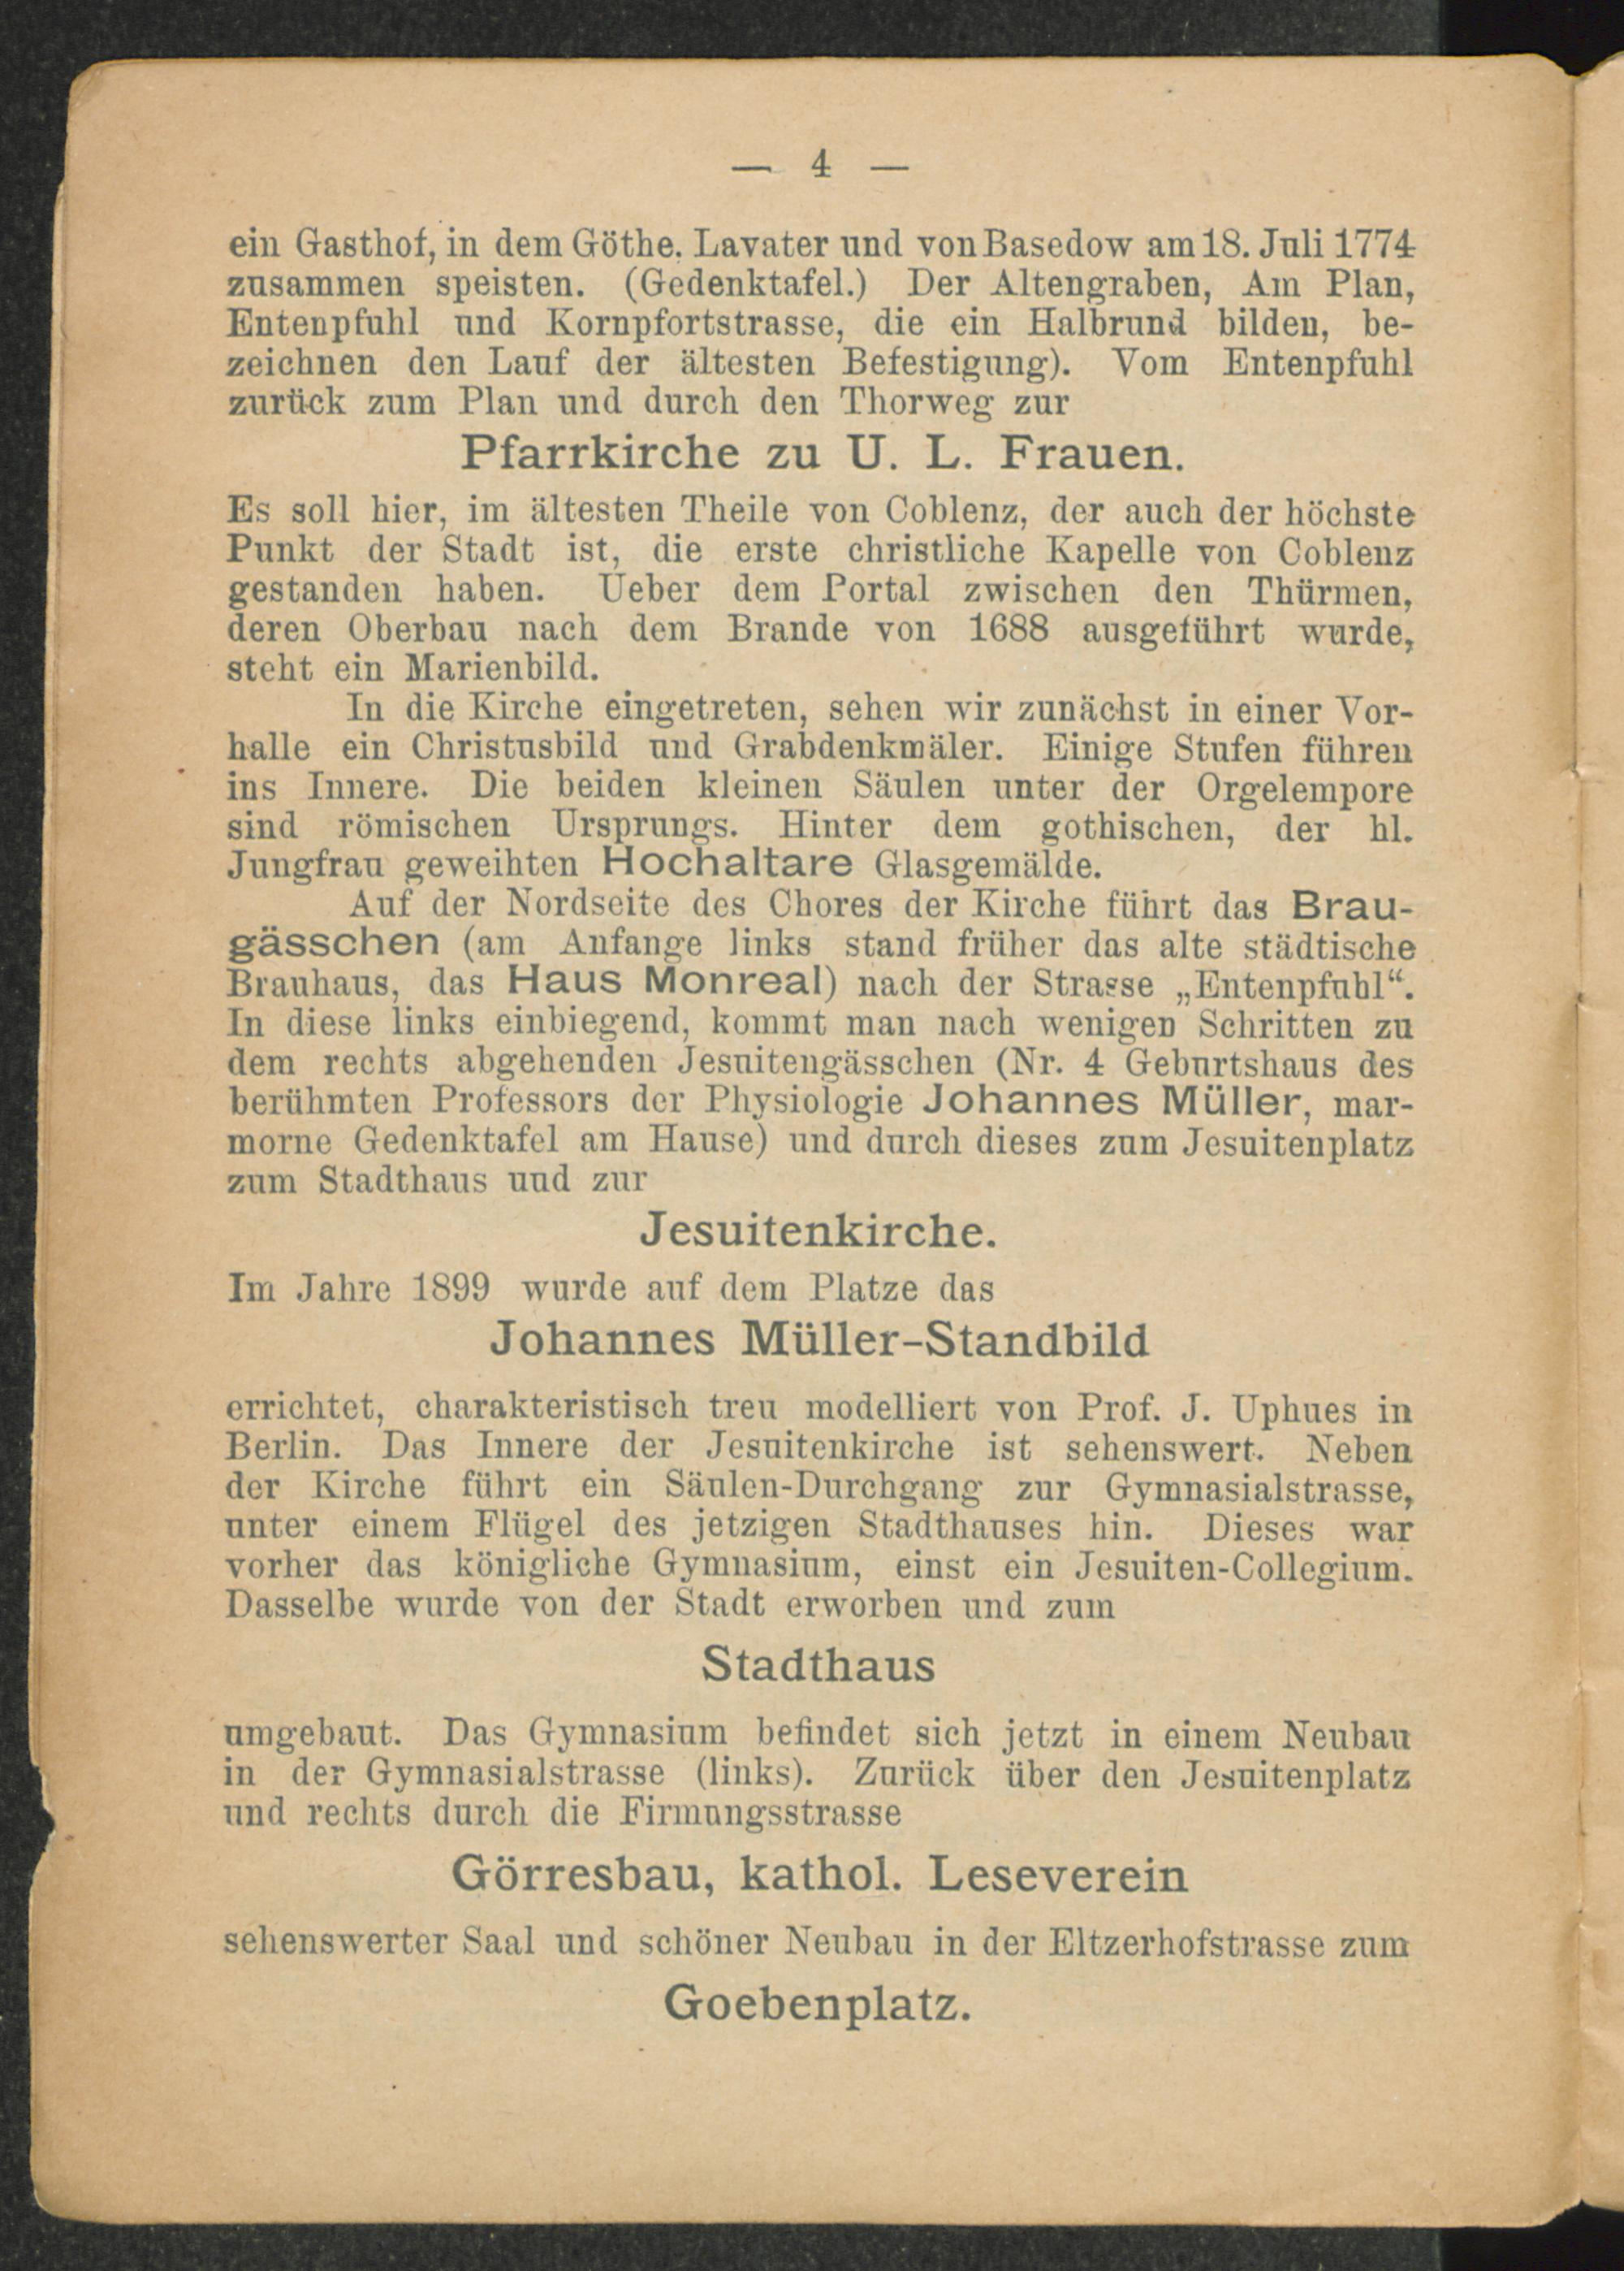 — 4 —
ein Gasthof, in dem Göthe, Lavater und von Basedow am 18. Juli 1774
zusammen speisten. (Gedenktafel.) Der Altengraben, Am Plan,
Entenpfuhl und Kornpfortstrasse, die ein Halbrund bilden, be-
zeichnen den Lauf der ältesten Befestigung). Vom Entenpfuhl
zurück zum Plan und durch den Thorweg zur
Pfarrkirche zu U. L. Frauen.
Es soll hier, im ältesten Theile von Coblenz, der auch der höchste
Punkt der Stadt ist, die erste christliche Kapelle von Coblenz
gestanden haben. Ueber dem Portal zwischen den Thürmen,
deren Oberbau nach dem Brande von 1688 ausgeführt wurde,
steht ein Marienbild.
In die Kirche eingetreten, sehen wir zunächst in einer Vor-
halle ein Christusbild und Grabdenkmäler. Einige Stufen führen
ins Innere. Die beiden kleinen Säulen unter der Orgelempore
sind römischen Ursprungs. Hinter dem gothischen, der hl.
Jungfrau geweihten Hochaltare Glasgemälde.
Auf der Nordseite des Chores der Kirche führt das Brau-
gässchen (am Anfange links stand früher das alte städtische
Brauhaus, das Haus Monreal) nach der Strasse „Entenpfuhl“.
In diese links einbiegend, kommt man nach wenigen Schritten zu
dem rechts abgehenden Jesuitengässchen (Nr. 4 Geburtshaus des
berühmten Professors der Physiologie Johannes Müller, mar-
morne Gedenktafel am Hause) und durch dieses zum Jesuitenplatz
zum Stadthaus und zur
Jesuitenkirche.
Im Jahre 1899 wurde auf dem Platze das
Johannes Müller-Standbild
errichtet, charakteristisch treu modelliert von Prof. J. Uphues in
Berlin. Das Innere der Jesuitenkirche ist sehenswert. Neben
der Kirche führt ein Säulen-Durchgang zur Gymnasialstrasse,
unter einem Flügel des jetzigen Stadthauses hin. Dieses war
vorher das königliche Gymnasium, einst ein Jesuiten-Collegium.
Dasselbe wurde von der Stadt erworben und zum
Stadthaus
umgebaut. Das Gymnasium befindet sich jetzt in einem Neubau
in der Gymnasialstrasse (links). Zurück über den Jesuitenplatz
und rechts durch die Firmungsstrasse
Görresbau, kathol. Leseverein
sehenswerter Saal und schöner Neubau in der Eltzerhofstrasse zum
Goebenplatz.